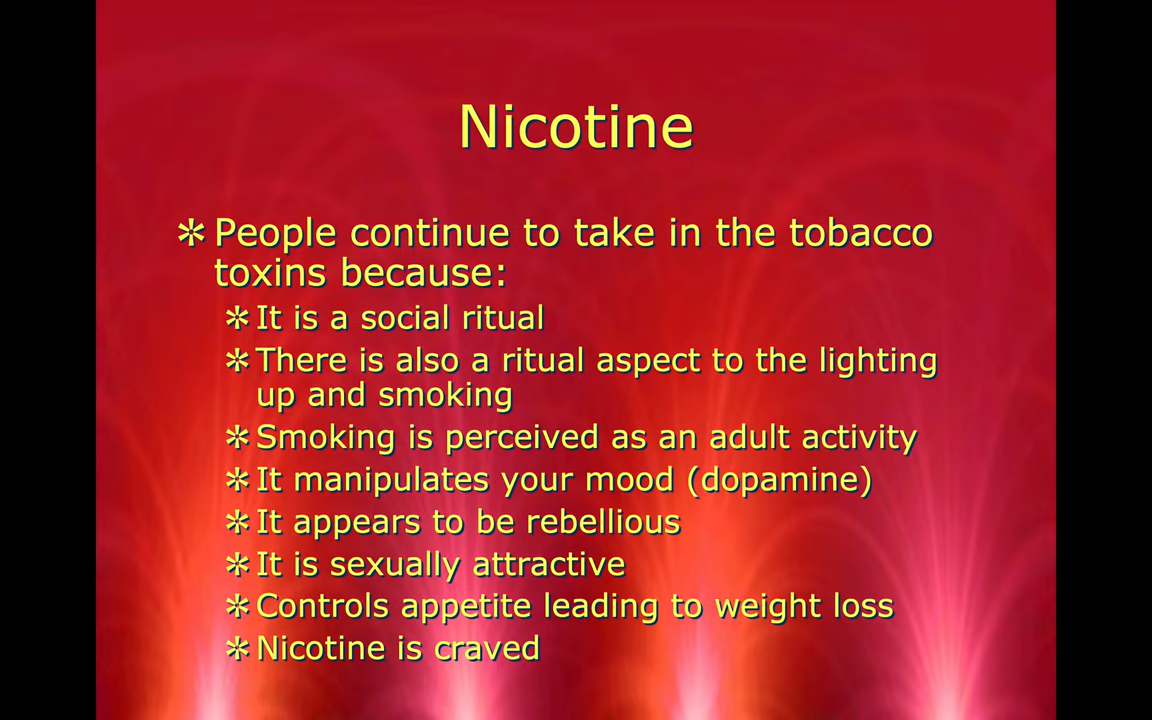 Nicotine
✲ People continue to take in the tobacco
toxins because:
✲ It is a social ritual
✲ There is also a ritual aspect to the lighting
up and smoking
✲ Smoking is perceived as an adult activity
✲ It manipulates your mood (dopamine)
✲ It appears to be rebellious
✲ It is sexually attractive
✲ Controls appetite leading to weight loss
✲ Nicotine is craved